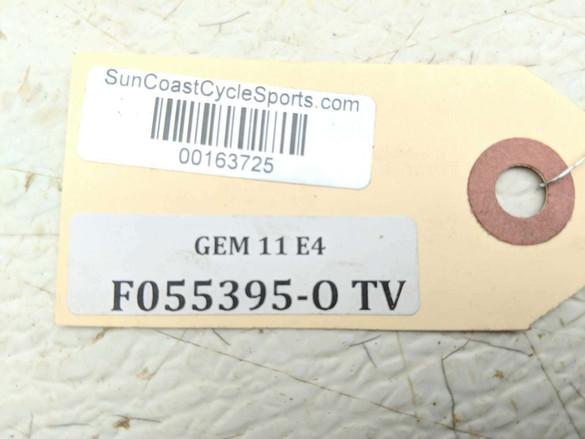 SunCoastCycleSports.com
00163725
GEM 11 E4
F055395-O TV